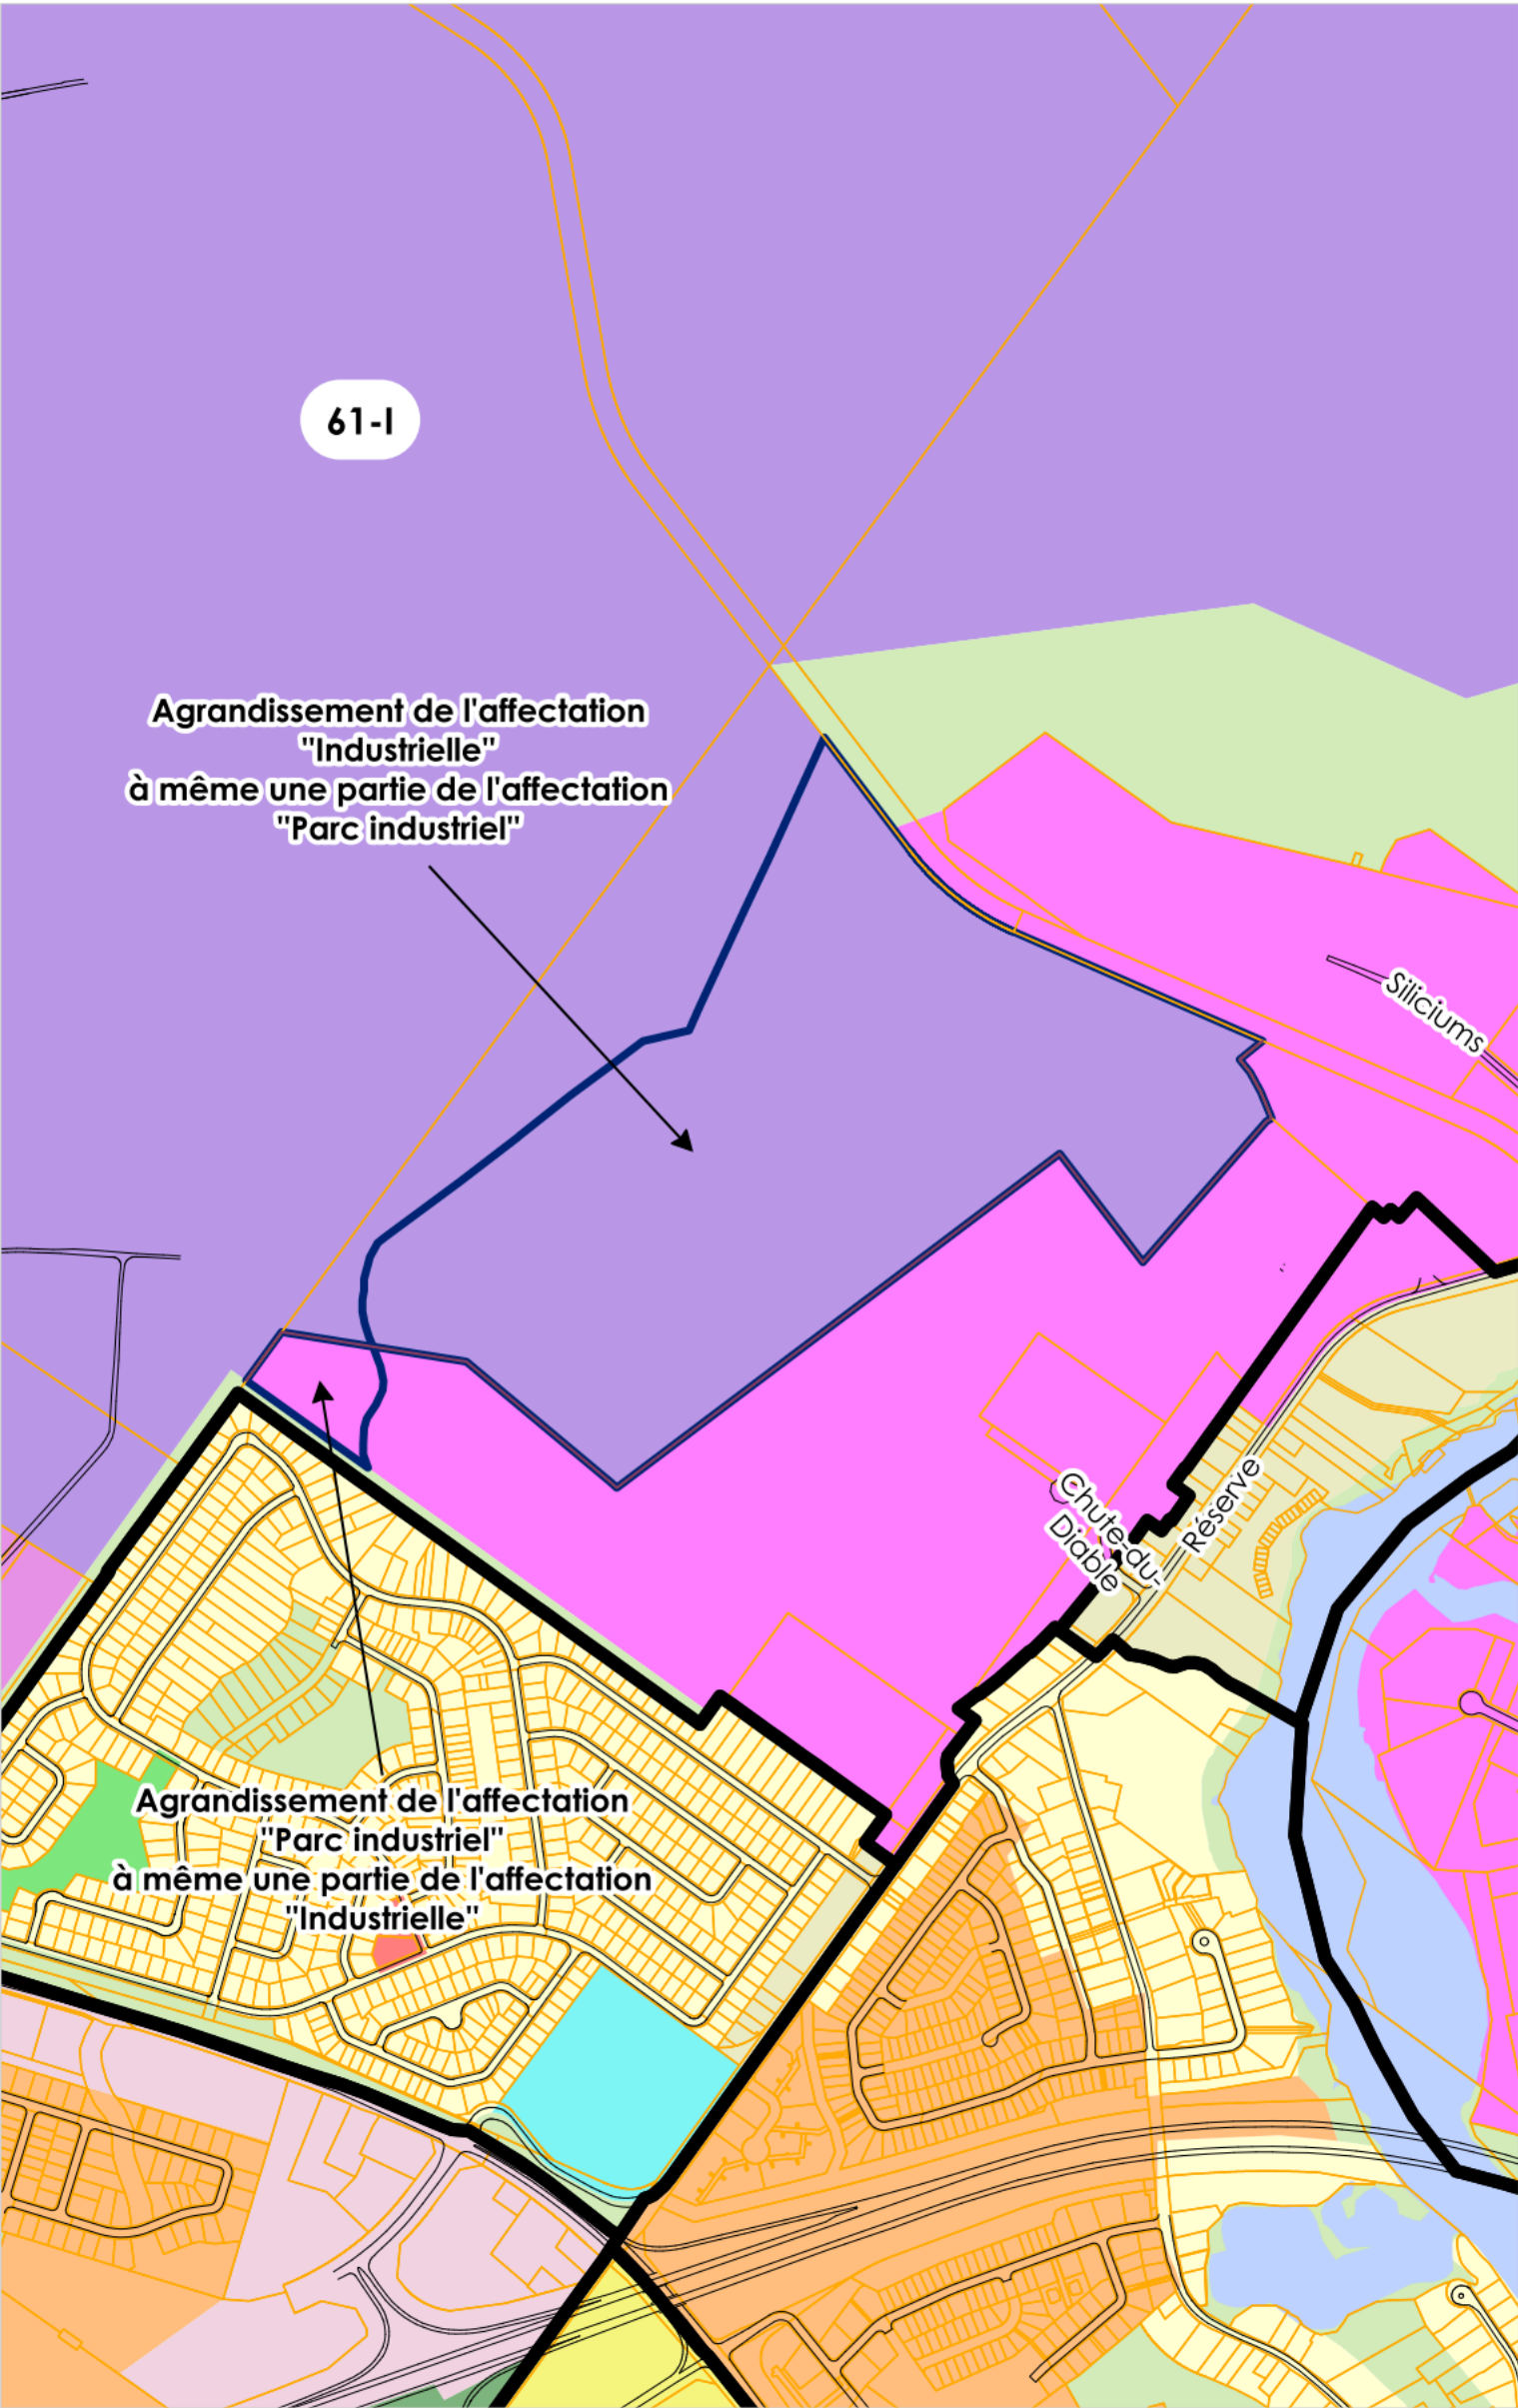 61-I
Agrandissement de l'affectation
"Industrielle"
à même une partie de l'affectation
"Parc industriel"
Siliciums
Chute-du-
Diable
Réserve
Agrandissement de l'affectation
"Parc industriel"
à même une partie de l'affectation
"Industrielle"